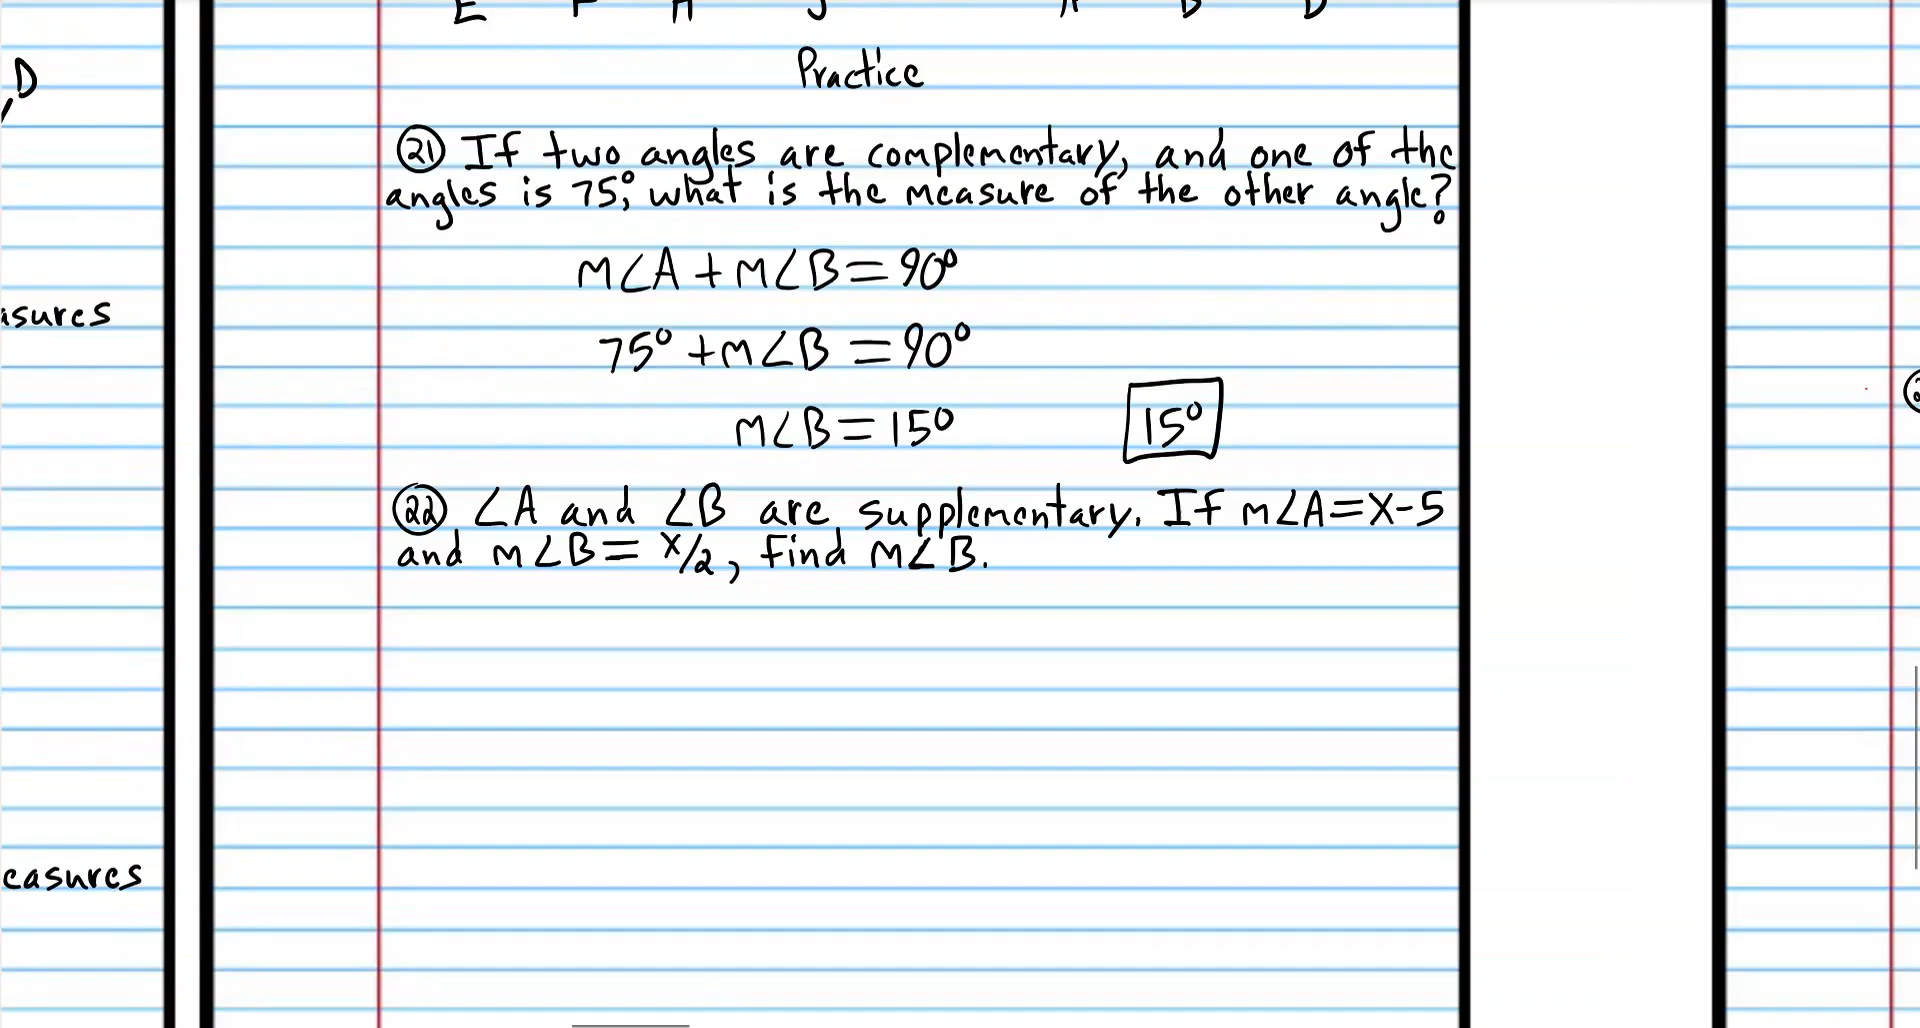 E F H J A B D
D
Practice
21 If two angles are complementary, and one of the
angles is 75°, what is the measure of the other angle?
m∠A + m∠B = 90°
75° + m∠B = 90°
asures
m∠B = 15° 15°
22 ∠A and ∠B are supplementary. If m∠A = x-5
and m∠B = x/2, find m∠B.
easures